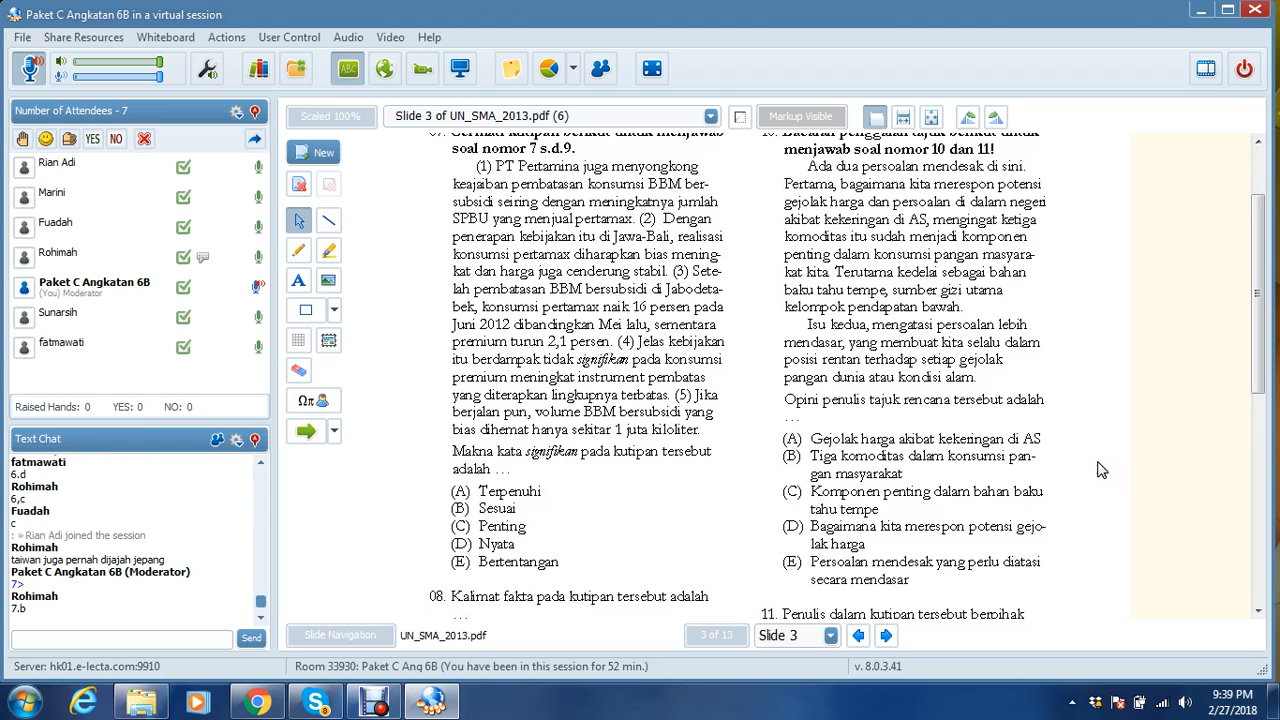 Paket C Angkatan 6B in a virtual session
File Share Resources Whiteboard Actions User Control Audio Video Help
Number of Attendees - 7
YES NO
Rian Adi
Marini
Fuadah
Rohimah
Paket C Angkatan 6B
(You) Moderator
Sunarsih
fatmawati
Raised Hands: 0 YES: 0 NO: 0
Text Chat
fatmawati
6.d
Rohimah
6,c
Fuadah
c
: » Rian Adi joined the session
Rohimah
taiwan juga pernah dijajah jepang
Paket C Angkatan 6B (Moderator)
7>
Rohimah
7.b
Send
Scaled 100%
Slide 3 of UN_SMA_2013.pdf (6)
Markup Visible
ABC
New
A
Ωπ
07. Cermati kutipan berikut untuk menjawab
soal nomor 7 s.d.9.
(1) PT Pertamina juga menyongkong
keajaiban pembatasan konsumsi BBM ber-
subsidi seiring dengan meningkatnya jumlah
SPBU yang menjual pertamax. (2) Dengan
penerapan kebijakan itu di Jawa-Bali, realisasi
konsumsi pertamax diharapkan bias mening-
kat dan harga juga cenderung stabil. (3) Sete-
lah pembatasan BBM bersubsidi di Jabodeta-
bek, konsumsi pertamax naik 16 persen pada
Juni 2012 dibandingkan Mei lalu, sementara
premium turun 2,1 persen. (4) Jelas kebijakan
itu berdampak tidak signifikan pada konsumsi
premium meningkat instrument pembatas
yang diterapkan lingkupnya terbatas. (5) Jika
berjalan pun, volume BBM bersubsidi yang
bias dihemat hanya sekitar 1 juta kiloliter.
Makna kata signifikan pada kutipan tersebut
adalah …
(A) Terpenuhi
(B) Sesuai
(C) Penting
(D) Nyata
(E) Bertentangan
08. Kalimat fakta pada kutipan tersebut adalah
…
10. Bacalah penggalan tajuk berikut untuk
menjawab soal nomor 10 dan 11!
Ada dua persoalan mendesak di sini.
Pertama, bagaimana kita merespon potensi
gejolak harga dan persoalan di dalam negeri
akibat kekeringan di AS, mengingat ketiga
komoditas itu sudah menjadi komponen
penting dalam konsumsi pangan masyara-
kat kita. Terutama kedelai sebagai bahan
baku tahu tempe, sumber gizi utama
kelompok pendapatan bawah.
Isu kedua, mengatasi persoalan lebih
mendasar, yang membuat kita selalu dalam
posisi rentan terhadap setiap gejolak
pangan dunia atau kondisi alam.
Opini penulis tajuk rencana tersebut adalah
…
(A) Gejolak harga akibat kekeringan di AS
(B) Tiga komoditas dalam konsumsi pan-
gan masyarakat
(C) Komponen penting dalam bahan baku
tahu tempe
(D) Bagaimana kita merespon potensi gejo-
lak harga
(E) Persoalan mendesak yang perlu diatasi
secara mendasar
11. Penulis dalam kutipan tersebut berpihak
Slide Navigation UN_SMA_2013.pdf 3 of 13 Slide 3
Server: hk01.e-lecta.com:9910 Room 33930: Paket C Ang 6B (You have been in this session for 52 min.) v. 8.0.3.41
9:39 PM
2/27/2018